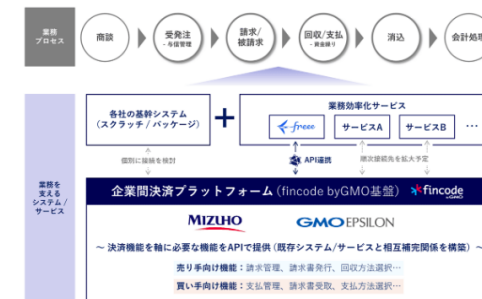 業務
プロセス
商談
受発注
- 与信管理
請求/
被請求
回収/支払
- 資金繰り
消込
会計処理
業務を
支える
システム/
サービス
各社の基幹システム
(スクラッチ / パッケージ)
+
業務効率化サービス
freee
サービスA
サービスB
…
個別に接続を検討
API連携
順次接続先を拡大予定
企業間決済プラットフォーム(fincode byGMO基盤)
fincode
byGMO
MIZUHO
GMO EPSILON
~ 決済機能を軸に必要な機能をAPIで提供 (既存システム/サービスと相互補完関係を構築) ~
売り手向け機能:請求管理、請求書発行、回収方法選択…
買い手向け機能:支払管理、請求書受取、支払方法選択…